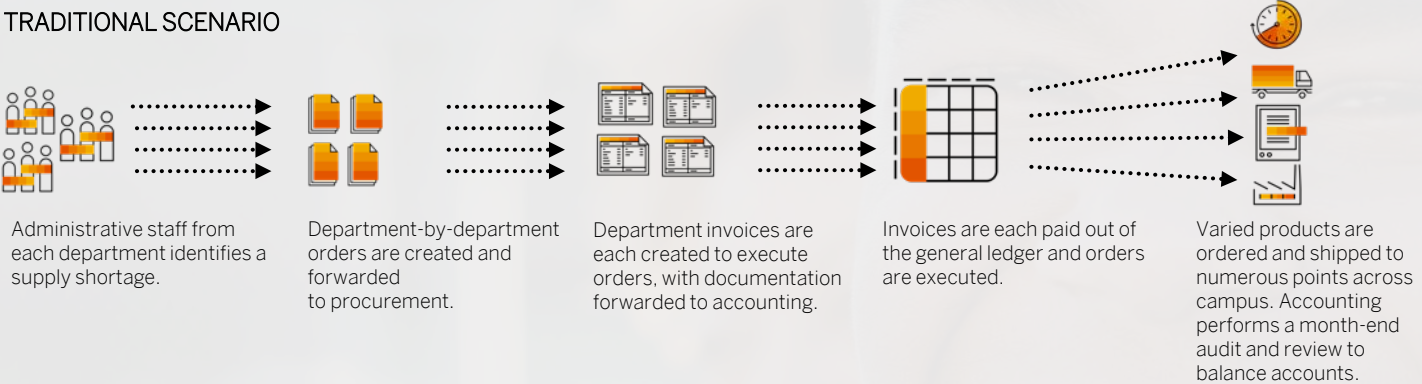 TRADITIONAL SCENARIO
Administrative staff from
each department identifies a
supply shortage.
Department-by-department
orders are created and
forwarded
to procurement.
Department invoices are
each created to execute
orders, with documentation
forwarded to accounting.
Invoices are each paid out of
the general ledger and orders
are executed.
Varied products are
ordered and shipped to
numerous points across
campus. Accounting
performs a month-end
audit and review to
balance accounts.